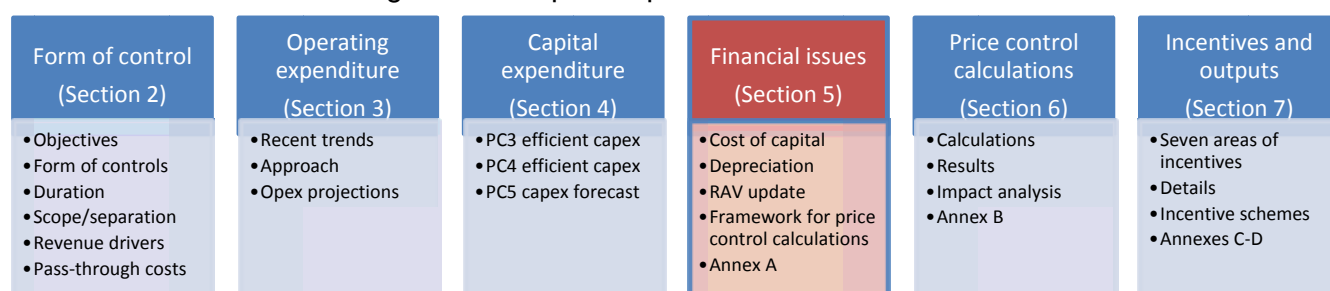 Form of control
(Section 2)
•Objectives
•Form of controls
•Duration
•Scope/separation
•Revenue drivers
•Pass-through costs
Operating
expenditure
(Section 3)
•Recent trends
•Approach
•Opex projections
Capital
expenditure
(Section 4)
•PC3 efficient capex
•PC4 efficient capex
•PC5 capex forecast
Financial issues
(Section 5)
•Cost of capital
•Depreciation
•RAV update
•Framework for price
control calculations
•Annex A
Price control
calculations
(Section 6)
•Calculations
•Results
•Impact analysis
•Annex B
Incentives and
outputs
(Section 7)
•Seven areas of
incentives
•Details
•Incentive schemes
•Annexes C-D